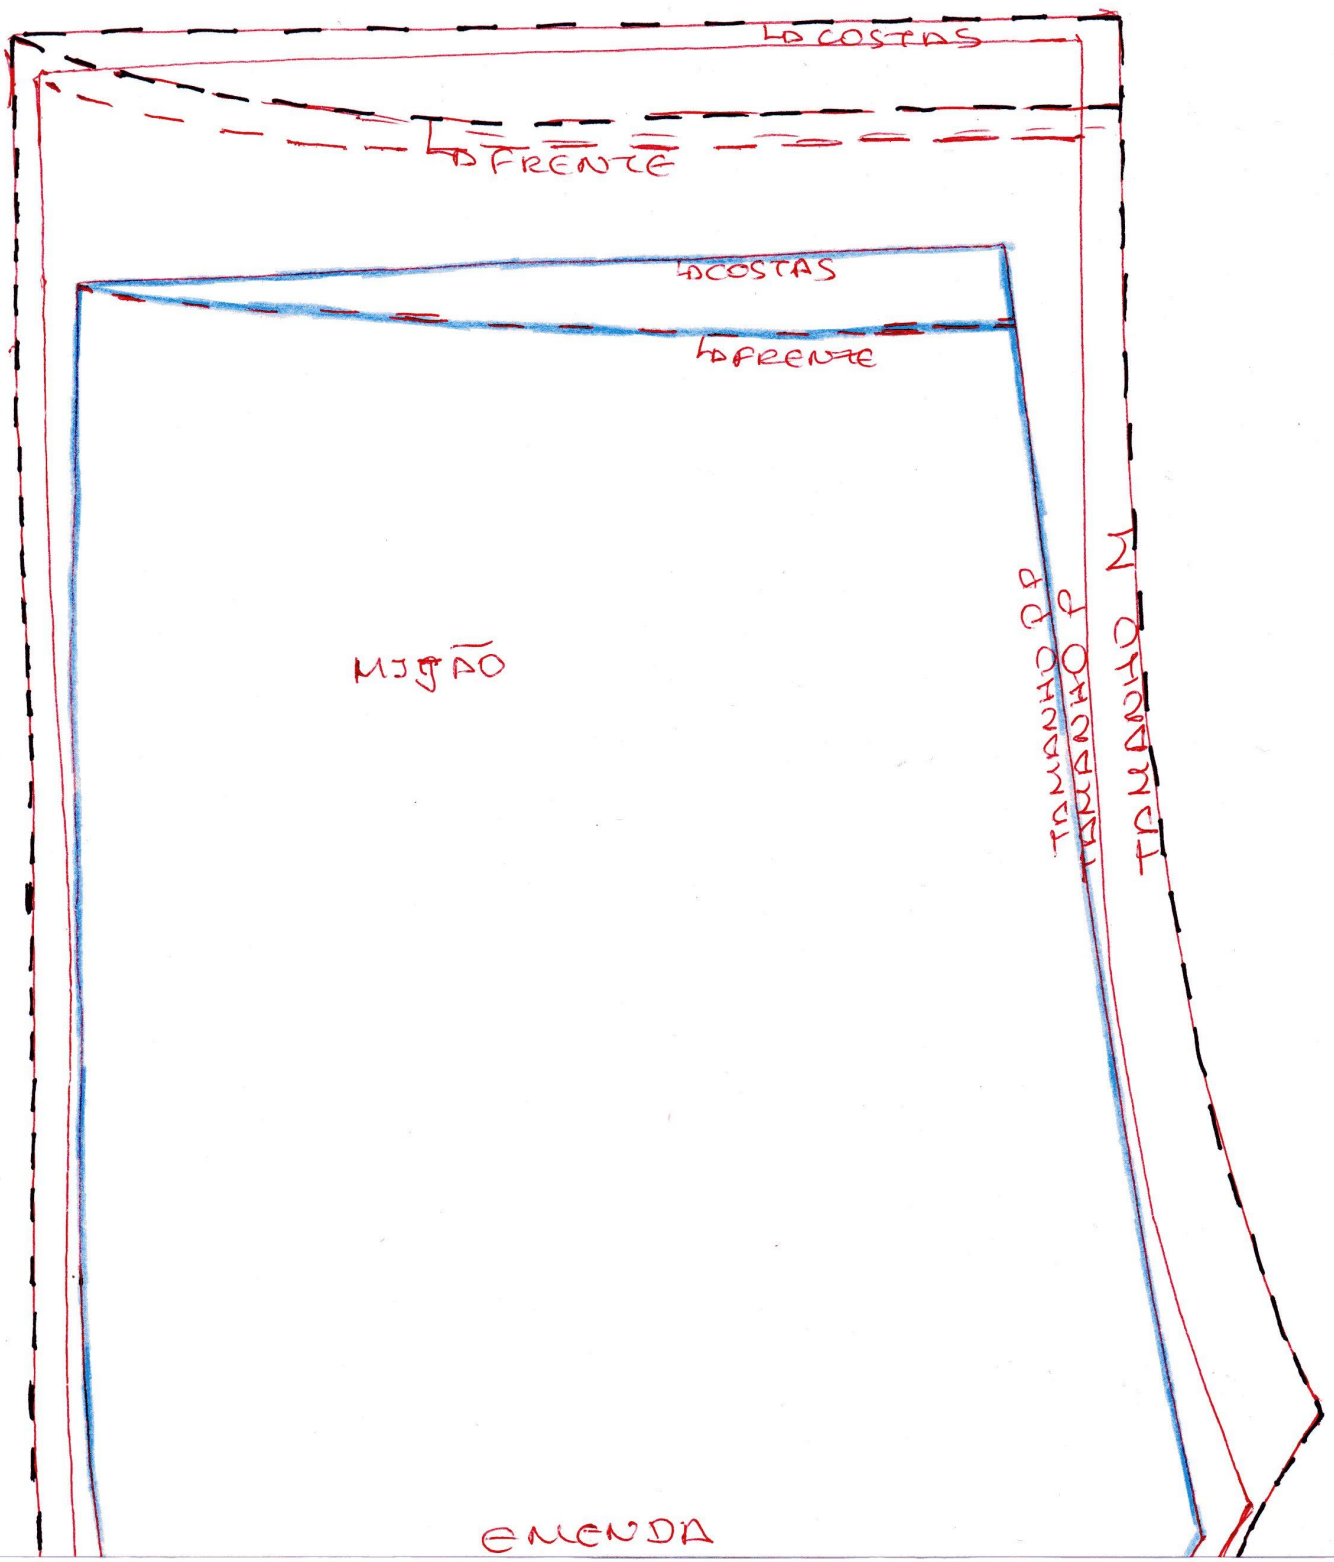 COSTAS
FRENTE
COSTAS
FRENTE
MIJÃO
TAMANHO PP
TAMANHO P
TAMANHO M
EMENDA